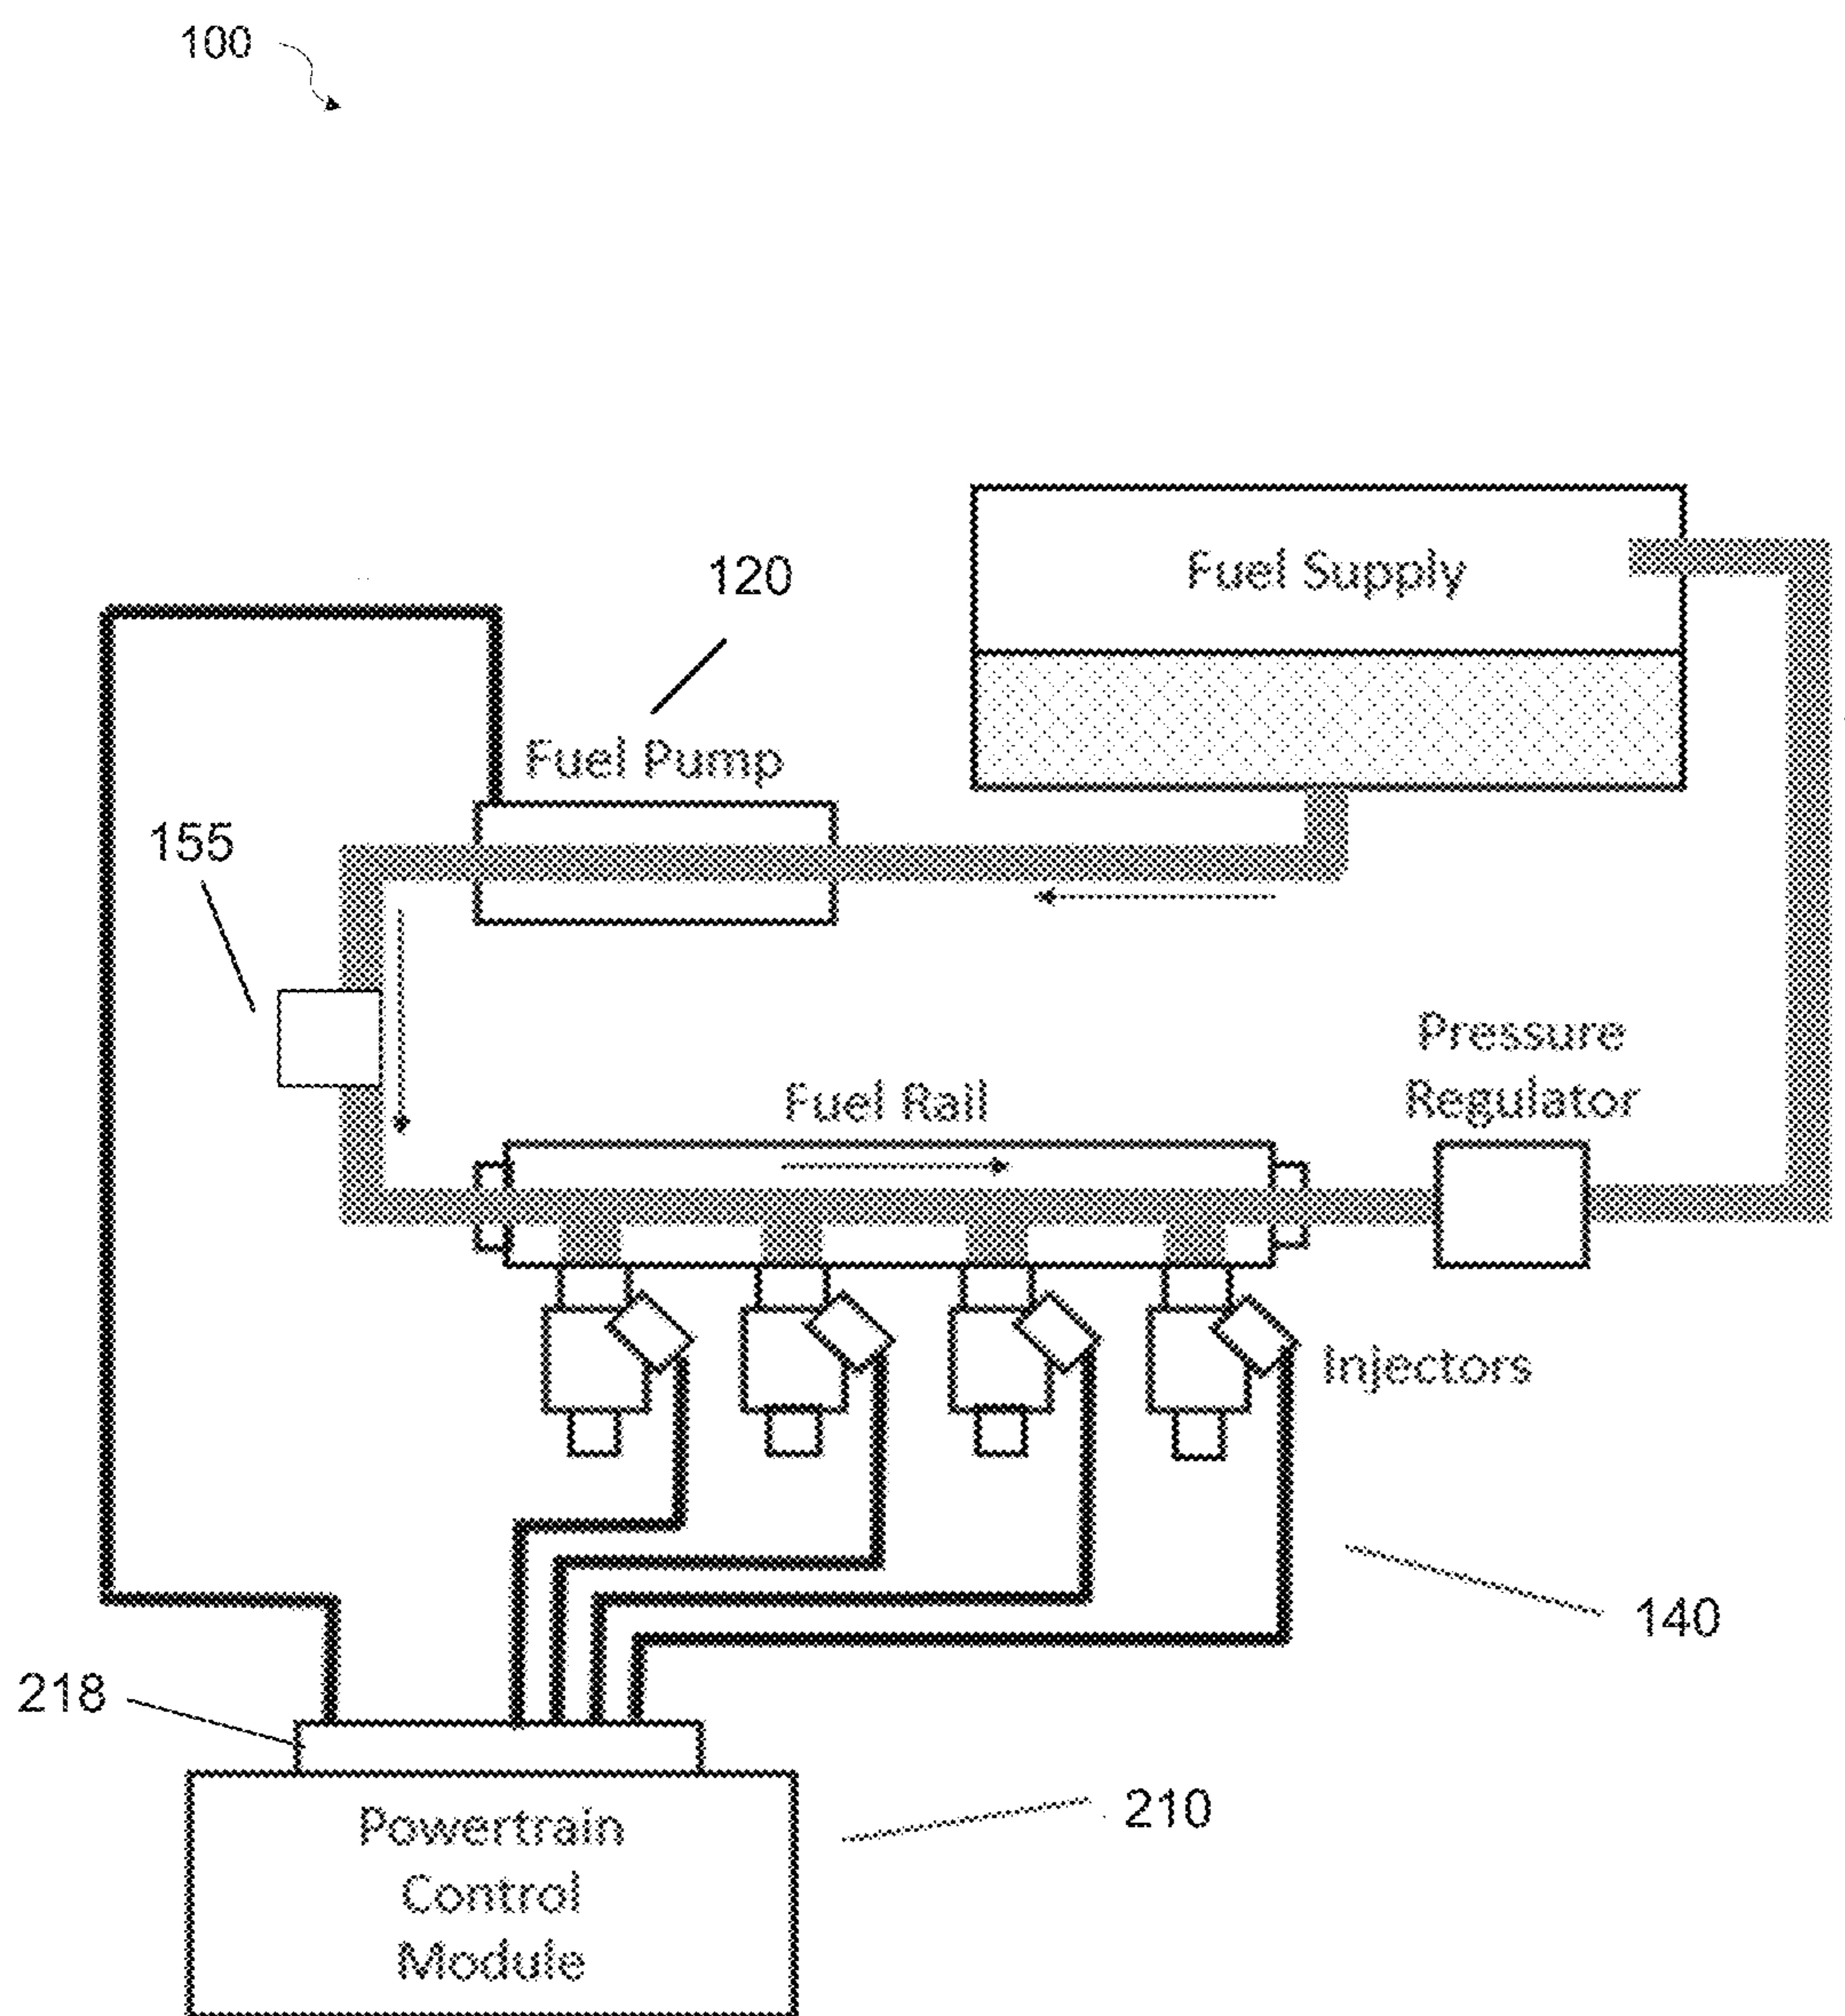 100
120
Fuel Supply
Fuel Pump
155
Pressure
Regulator
Fuel Rail
Injectors
140
218
210
Powertrain
Control
Module